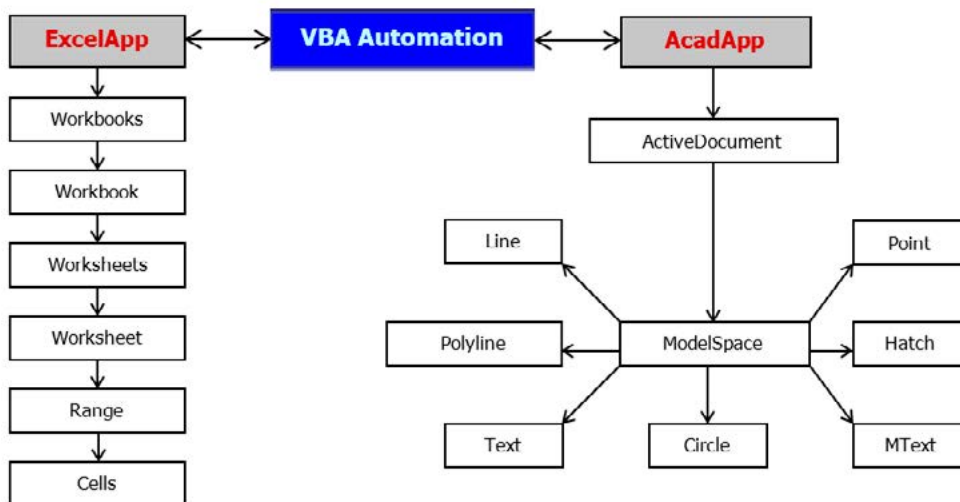 ExcelApp
VBA Automation
AcadApp
Workbooks
Workbook
Worksheets
Worksheet
Range
Cells
ActiveDocument
Line
Point
Polyline
ModelSpace
Hatch
Text
Circle
MText